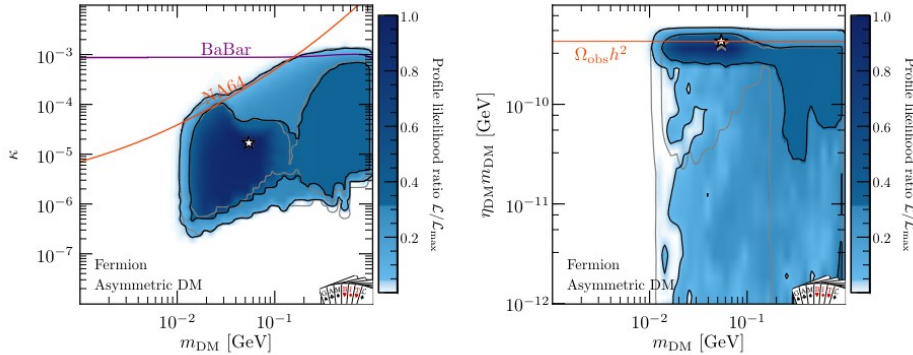 10⁻³
10⁻⁴
10⁻⁵
10⁻⁶
10⁻⁷
κ
BaBar
NA64
Fermion
Asymmetric DM
10⁻² 10⁻¹
m_DM [GeV]
1.0
0.8
0.6
0.4
0.2
Profile likelihood ratio ℒ/ℒ_max
10⁻¹⁰
10⁻¹¹
10⁻¹²
η_DM m_DM [GeV]
Ω_obs h²
Fermion
Asymmetric DM
10⁻² 10⁻¹
m_DM [GeV]
1.0
0.8
0.6
0.4
0.2
Profile likelihood ratio ℒ/ℒ_max